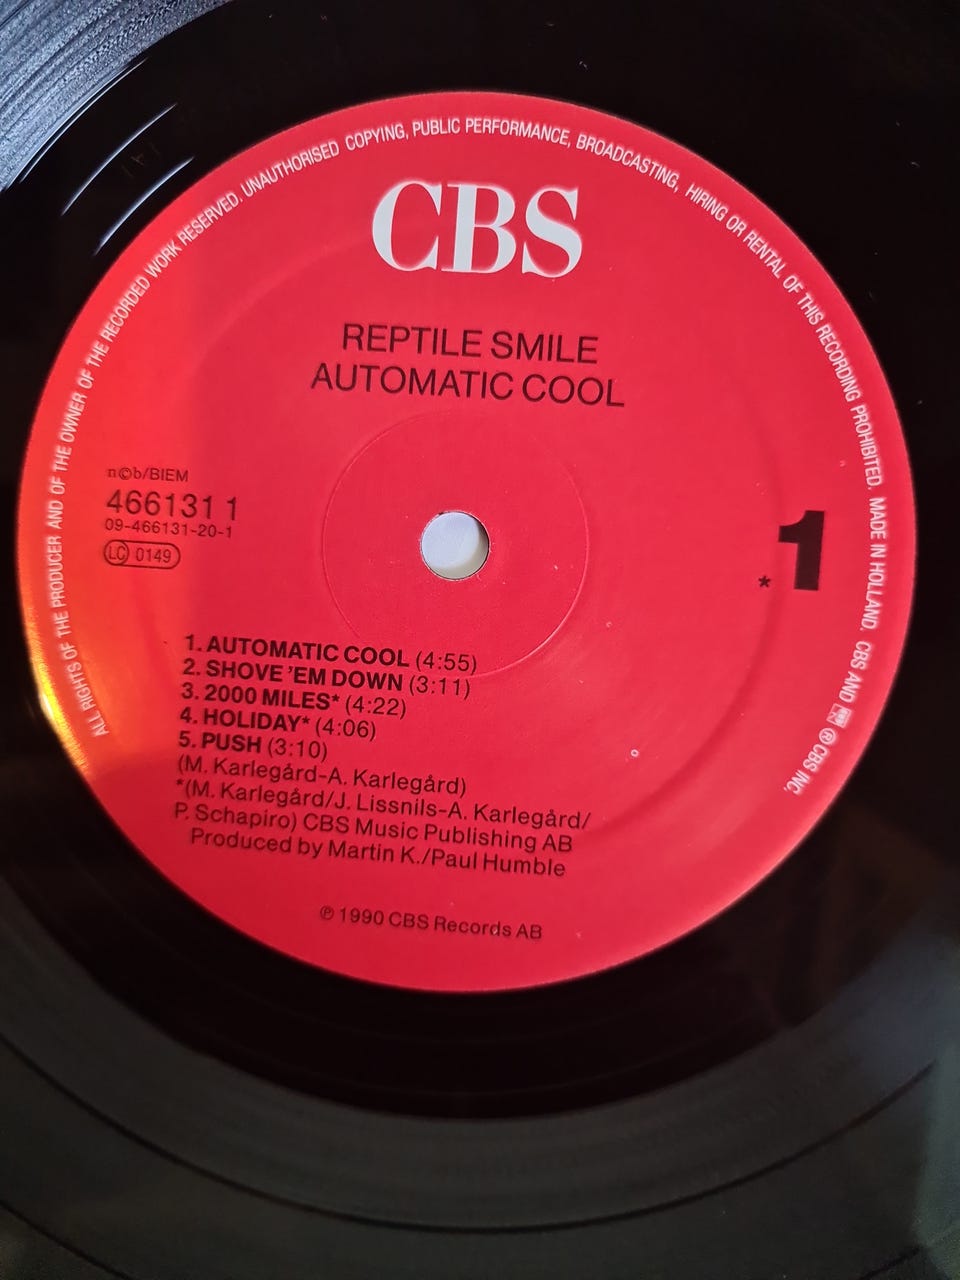 ALL RIGHTS OF THE PRODUCER AND OF THE OWNER OF THE RECORDED WORK RESERVED. UNAUTHORISED COPYING, PUBLIC PERFORMANCE, BROADCASTING, HIRING OR RENTAL OF THIS RECORDING PROHIBITED. MADE IN HOLLAND. CBS AND ℗ CBS INC.
CBS
REPTILE SMILE
AUTOMATIC COOL
n©b/BIEM
466131 1
09-466131-20-1
LC 0149
*1
1. AUTOMATIC COOL (4:55)
2. SHOVE 'EM DOWN (3:11)
3. 2000 MILES* (4:22)
4. HOLIDAY* (4:06)
5. PUSH (3:10)
(M. Karlegård-A. Karlegård)
*(M. Karlegård/J. Lissnils-A. Karlegård/
P. Schapiro) CBS Music Publishing AB
Produced by Martin K./Paul Humble
℗ 1990 CBS Records AB